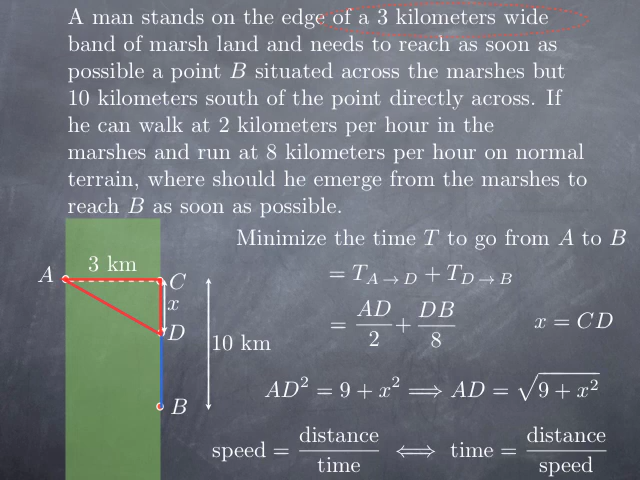 A man stands on the edge of a 3 kilometers wide
band of marsh land and needs to reach as soon as
possible a point B situated across the marshes but
10 kilometers south of the point directly across. If
he can walk at 2 kilometers per hour in the
marshes and run at 8 kilometers per hour on normal
terrain, where should he emerge from the marshes to
reach B as soon as possible.
Minimize the time T to go from A to B
A 3 km C
x
D
10 km
B
= T_{A→D} + T_{D→B}
= AD/2 + DB/8
x = CD
AD² = 9 + x² ⟹ AD = √(9 + x²)
speed = distance/time ⟺ time = distance/speed